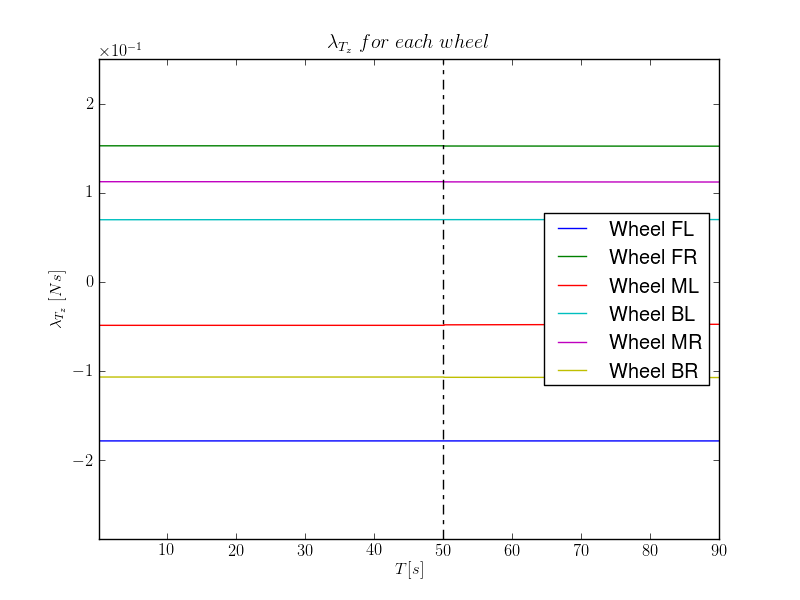 λ_{T_z} for each wheel
×10⁻¹
2
1
0
−1
−2
λ_{T_z} [Ns]
10 20 30 40 50 60 70 80 90
T[s]
Wheel FL
Wheel FR
Wheel ML
Wheel BL
Wheel MR
Wheel BR